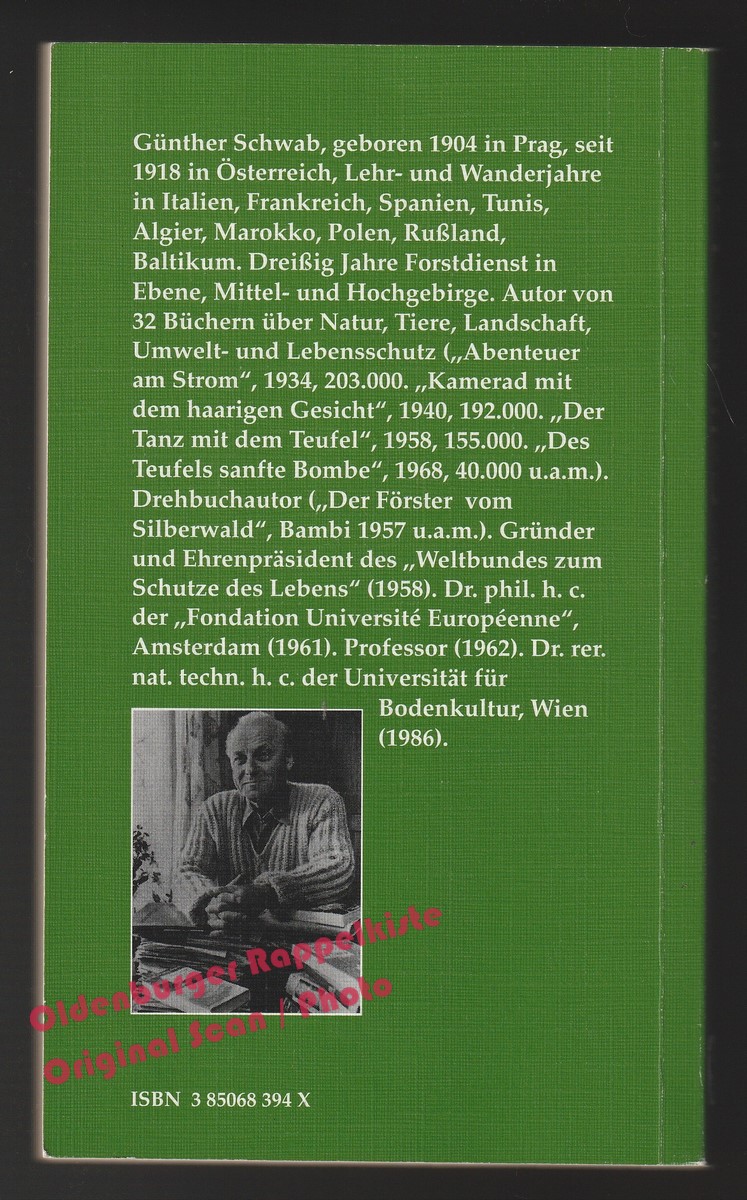 Günther Schwab, geboren 1904 in Prag, seit
1918 in Österreich, Lehr- und Wanderjahre
in Italien, Frankreich, Spanien, Tunis,
Algier, Marokko, Polen, Rußland,
Baltikum. Dreißig Jahre Forstdienst in
Ebene, Mittel- und Hochgebirge. Autor von
32 Büchern über Natur, Tiere, Landschaft,
Umwelt- und Lebensschutz („Abenteuer
am Strom“, 1934, 203.000. „Kamerad mit
dem haarigen Gesicht“, 1940, 192.000. „Der
Tanz mit dem Teufel“, 1958, 155.000. „Des
Teufels sanfte Bombe“, 1968, 40.000 u.a.m.).
Drehbuchautor („Der Förster vom
Silberwald“, Bambi 1957 u.a.m.). Gründer
und Ehrenpräsident des „Weltbundes zum
Schutze des Lebens“ (1958). Dr. phil. h. c.
der „Fondation Université Européenne“,
Amsterdam (1961). Professor (1962). Dr. rer.
nat. techn. h. c. der Universität für
Bodenkultur, Wien
(1986).
Oldenburger Rappelkiste
Original Scan / Photo
ISBN 3 85068 394 X